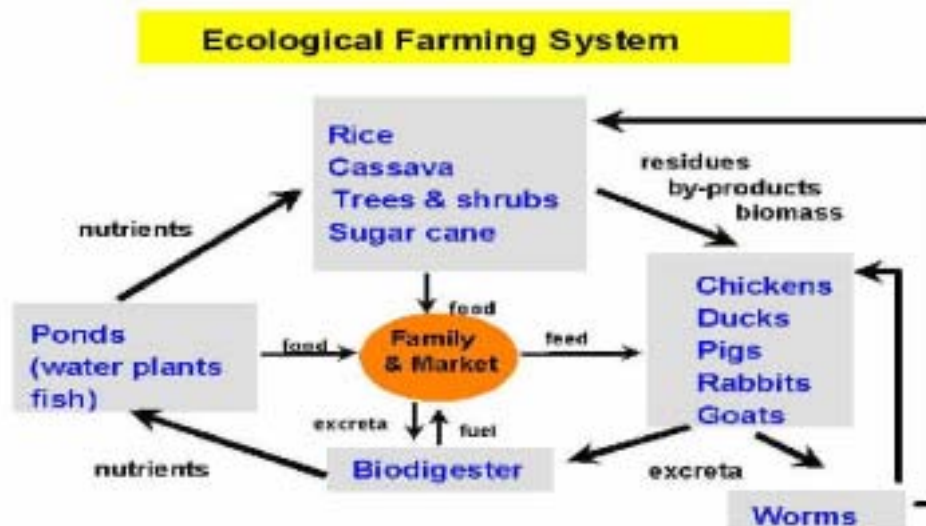 Ecological Farming System
Rice
Cassava
Trees & shrubs
Sugar cane
residues
by-products
biomass
nutrients
food
Chickens
Ducks
Pigs
Rabbits
Goats
Ponds
(water plants
fish)
food
Family
& Market
feed
excreta
fuel
nutrients
Biodigester
excreta
Worms